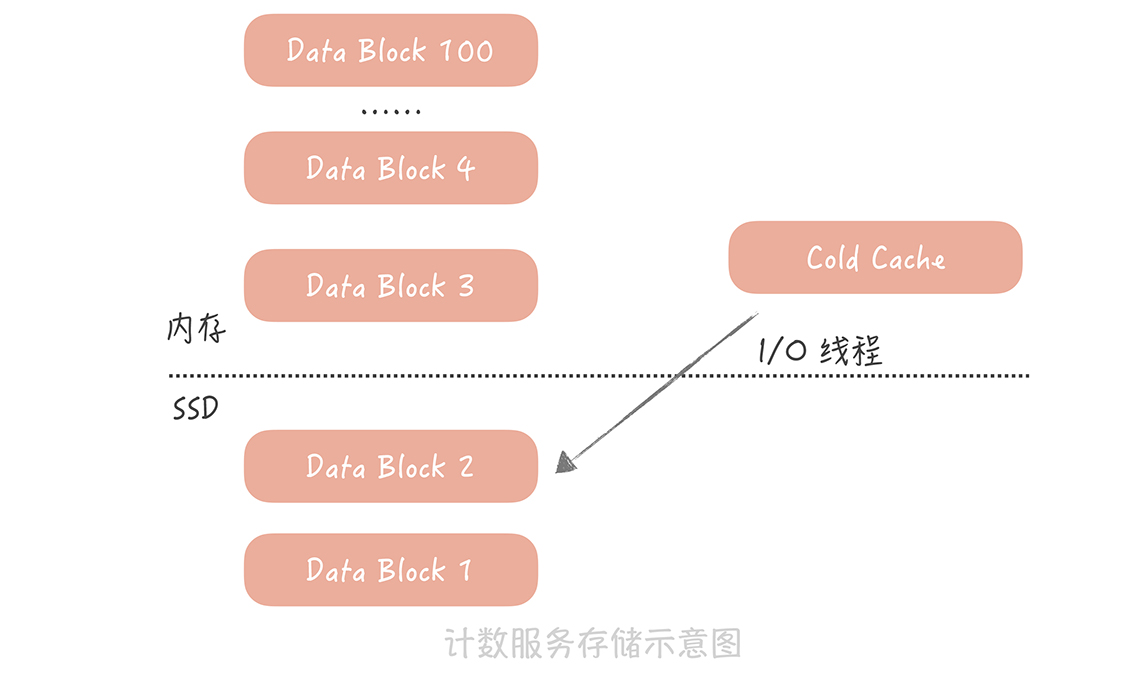 Data Block 100
······
Data Block 4
Cold Cache
Data Block 3
内存
I/O 线程
SSD
Data Block 2
Data Block 1
计数服务存储示意图